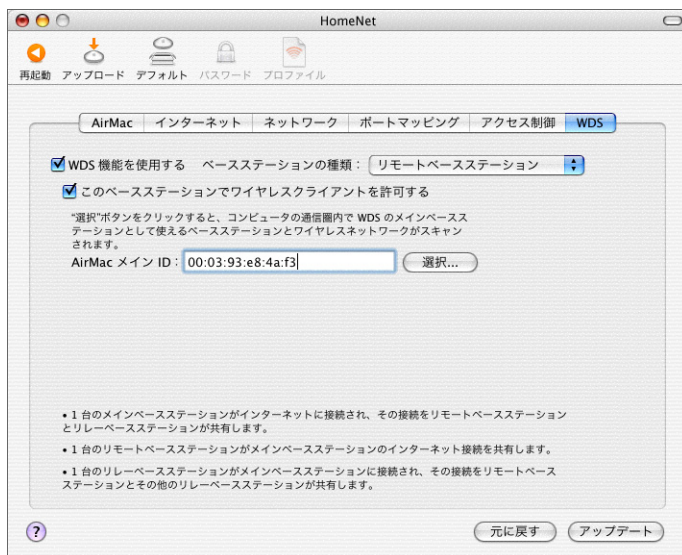 HomeNet
再起動 アップロード デフォルト パスワード プロファイル
AirMac インターネット ネットワーク ポートマッピング アクセス制御 WDS
WDS 機能を使用する ベースステーションの種類： リモートベースステーション
このベースステーションでワイヤレスクライアントを許可する
“選択”ボタンをクリックすると、コンピュータの通信圏内で WDS のメインベースス
テーションとして使えるベースステーションとワイヤレスネットワークがスキャン
されます。
AirMac メイン ID： 00:03:93:e8:4a:f3 選択...
• 1 台のメインベースステーションがインターネットに接続され、その接続をリモートベースステーション
とリレーベースステーションが共有します。
• 1 台のリモートベースステーションがメインベースステーションのインターネット接続を共有します。
• 1 台のリレーベースステーションがメインベースステーションに接続され、その接続をリモートベース
ステーションとその他のリレーベースステーションが共有します。
? 元に戻す アップデート